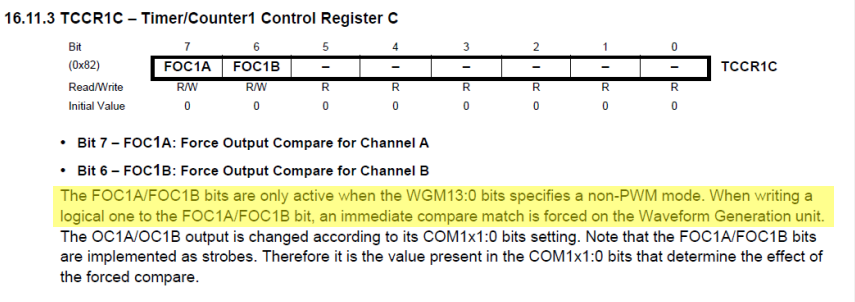 16.11.3 TCCR1C – Timer/Counter1 Control Register C
Bit 7 6 5 4 3 2 1 0
(0x82) FOC1A FOC1B – – – – – – TCCR1C
Read/Write R/W R/W R R R R R R
Initial Value 0 0 0 0 0 0 0 0
• Bit 7 – FOC1A: Force Output Compare for Channel A
• Bit 6 – FOC1B: Force Output Compare for Channel B
The FOC1A/FOC1B bits are only active when the WGM13:0 bits specifies a non-PWM mode. When writing a
logical one to the FOC1A/FOC1B bit, an immediate compare match is forced on the Waveform Generation unit.
The OC1A/OC1B output is changed according to its COM1x1:0 bits setting. Note that the FOC1A/FOC1B bits
are implemented as strobes. Therefore it is the value present in the COM1x1:0 bits that determine the effect of
the forced compare.